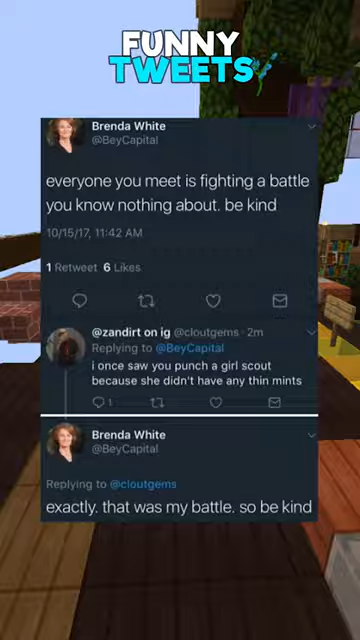 FUNNY
TWEETS
Brenda White
@BeyCapital
everyone you meet is fighting a battle
you know nothing about. be kind
10/15/17, 11:42 AM
1 Retweet 6 Likes
@zandirt on ig @cloutgems · 2m
Replying to @BeyCapital
i once saw you punch a girl scout
because she didn't have any thin mints
1
Brenda White
@BeyCapital
Replying to @cloutgems
exactly. that was my battle. so be kind